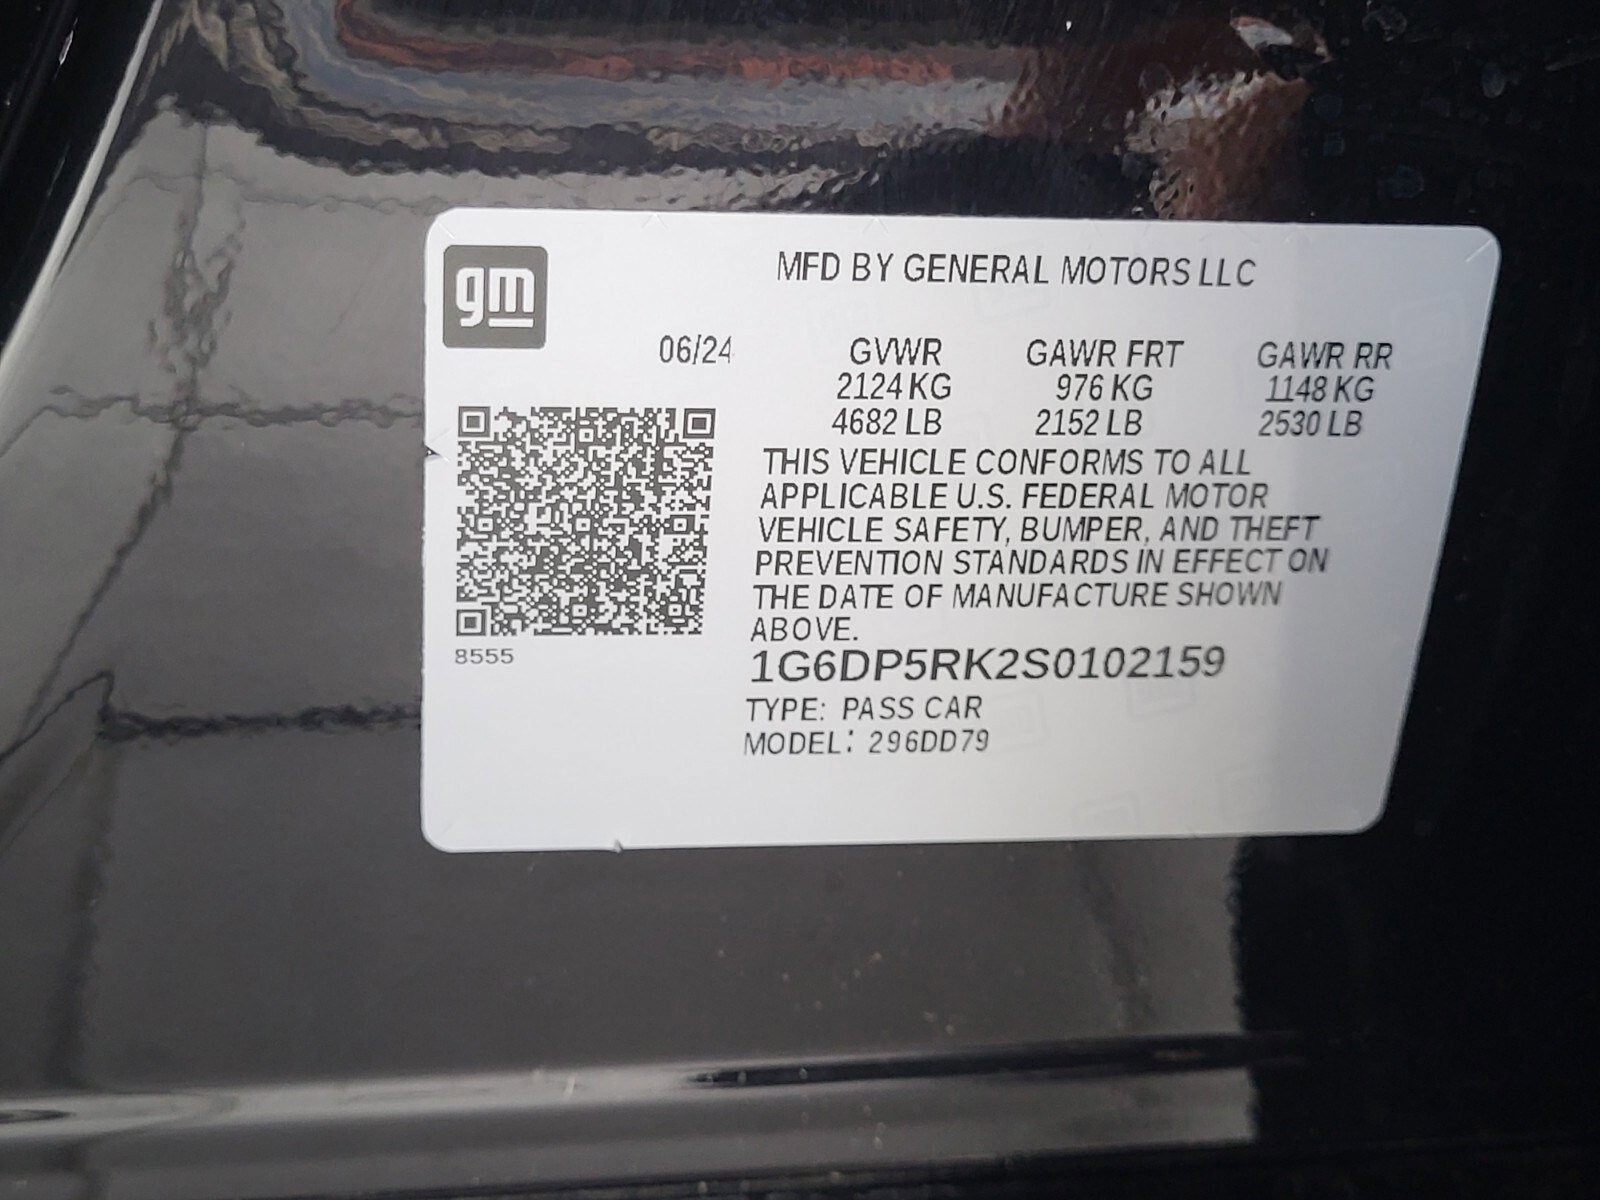 gm
MFD BY GENERAL MOTORS LLC
06/24 GVWR GAWR FRT GAWR RR
2124 KG 976 KG 1148 KG
4682 LB 2152 LB 2530 LB
THIS VEHICLE CONFORMS TO ALL
APPLICABLE U.S. FEDERAL MOTOR
VEHICLE SAFETY, BUMPER, AND THEFT
PREVENTION STANDARDS IN EFFECT ON
THE DATE OF MANUFACTURE SHOWN
ABOVE.
8555
1G6DP5RK2S0102159
TYPE: PASS CAR
MODEL: 296DD79